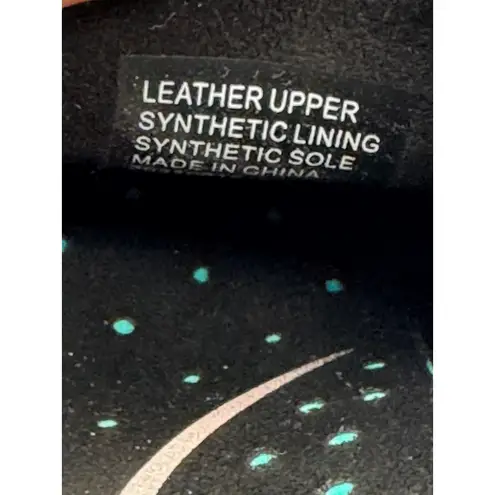 LEATHER UPPER
SYNTHETIC LINING
SYNTHETIC SOLE
MADE IN CHINA